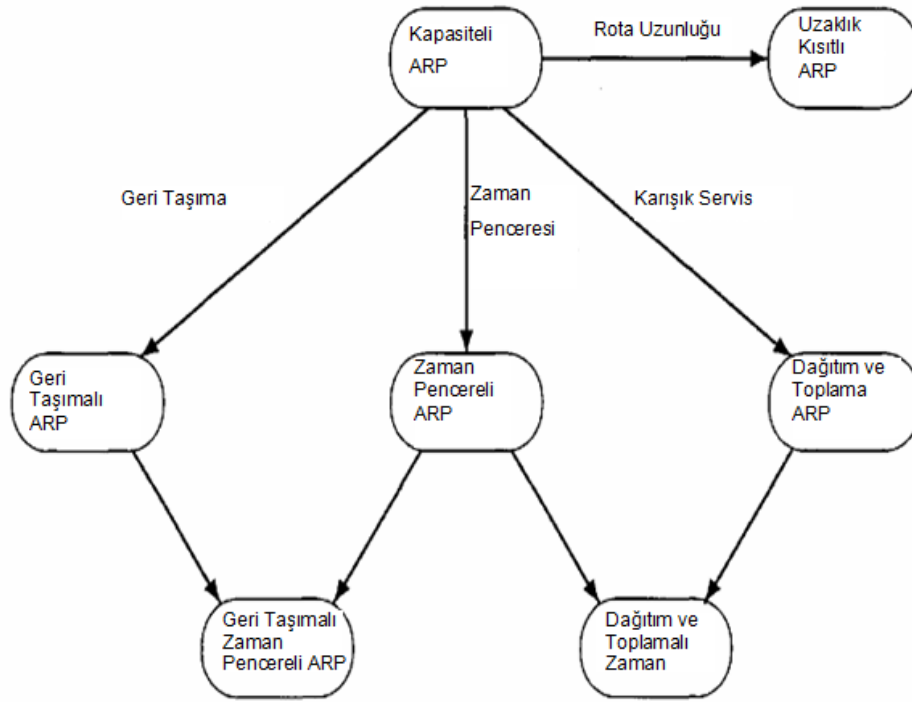 Kapasiteli
ARP
Rota Uzunluğu
Uzaklık
Kısıtlı
ARP
Geri Taşıma
Zaman
Penceresi
Karışık Servis
Geri
Taşımalı
ARP
Zaman
Pencereli
ARP
Dağıtım ve
Toplama
ARP
Geri Taşımalı
Zaman
Pencereli ARP
Dağıtım ve
Toplamalı
Zaman